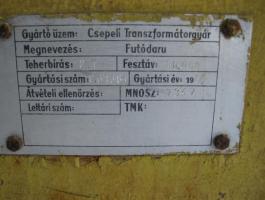 Gyártó üzem: Csepeli Transzformátorgyár
Megnevezés: Futódaru
Teherbírás: Fesztáv:
Gyártási szám: Gyártási év: 19
Átvételi ellenőrzés: MNOSZ:
Leltári szám: TMK: